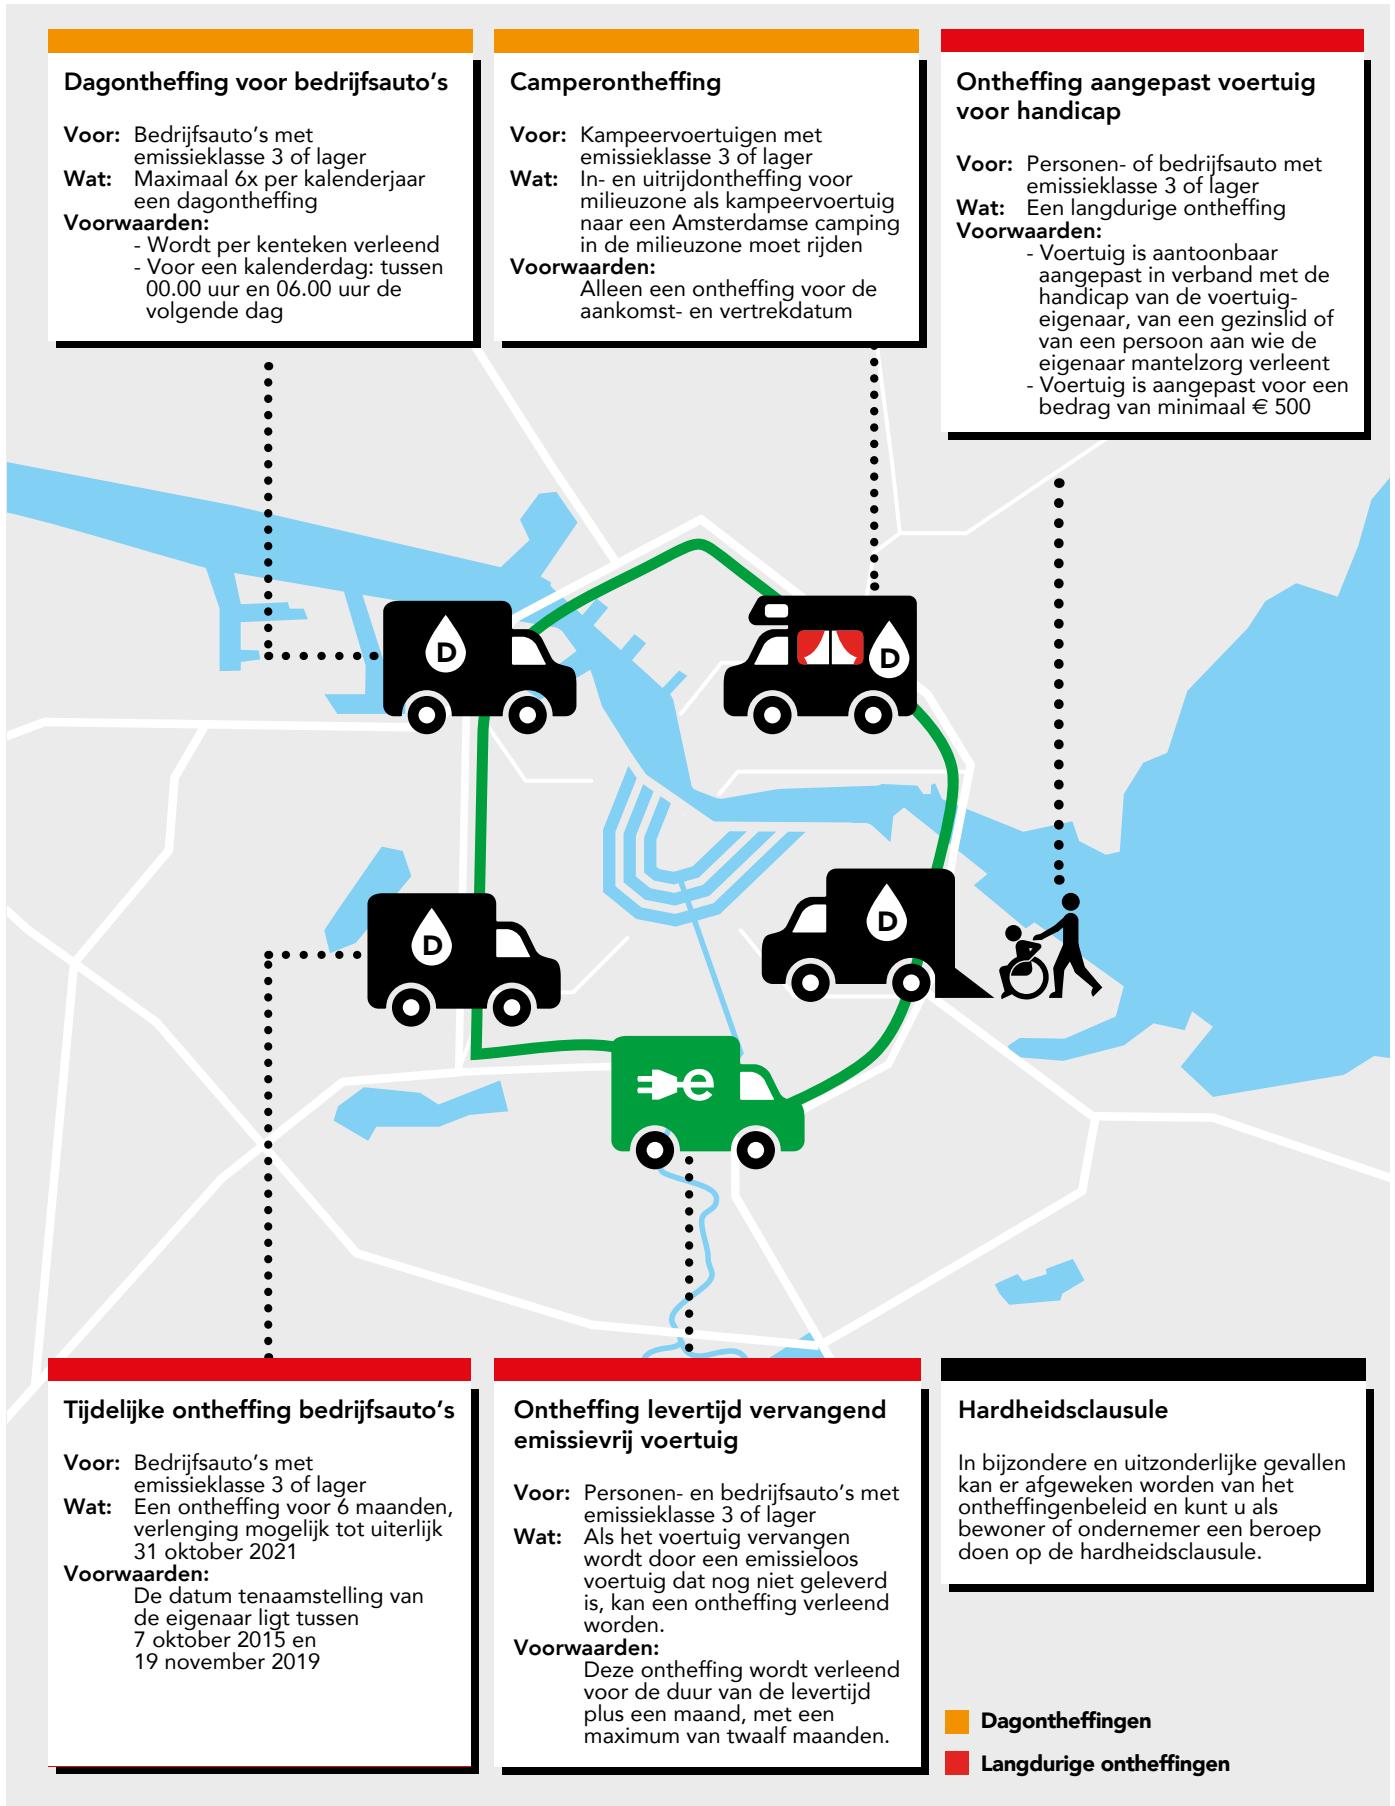 Dagontheffing voor bedrijfsauto's
Voor: Bedrijfsauto's met
emissieklasse 3 of lager
Wat: Maximaal 6x per kalenderjaar
een dagontheffing
Voorwaarden:
- Wordt per kenteken verleend
- Voor een kalenderdag: tussen
00.00 uur en 06.00 uur de
volgende dag
Camperontheffing
Voor: Kampeervoertuigen met
emissieklasse 3 of lager
Wat: In- en uitrijdontheffing voor
milieuzone als kampeervoertuig
naar een Amsterdamse camping
in de milieuzone moet rijden
Voorwaarden:
Alleen een ontheffing voor de
aankomst- en vertrekdatum
Ontheffing aangepast voertuig
voor handicap
Voor: Personen- of bedrijfsauto met
emissieklasse 3 of lager
Wat: Een langdurige ontheffing
Voorwaarden:
- Voertuig is aantoonbaar
aangepast in verband met de
handicap van de voertuig-
eigenaar, van een gezinslid of
van een persoon aan wie de
eigenaar mantelzorg verleent
- Voertuig is aangepast voor een
bedrag van minimaal € 500
D
D
D
D
e
Tijdelijke ontheffing bedrijfsauto's
Voor: Bedrijfsauto's met
emissieklasse 3 of lager
Wat: Een ontheffing voor 6 maanden,
verlenging mogelijk tot uiterlijk
31 oktober 2021
Voorwaarden:
De datum tenaamstelling van
de eigenaar ligt tussen
7 oktober 2015 en
19 november 2019
Ontheffing levertijd vervangend
emissievrij voertuig
Voor: Personen- en bedrijfsauto's met
emissieklasse 3 of lager
Wat: Als het voertuig vervangen
wordt door een emissieloos
voertuig dat nog niet geleverd
is, kan een ontheffing verleend
worden.
Voorwaarden:
Deze ontheffing wordt verleend
voor de duur van de levertijd
plus een maand, met een
maximum van twaalf maanden.
Hardheidsclausule
In bijzondere en uitzonderlijke gevallen
kan er afgeweken worden van het
ontheffingenbeleid en kunt u als
bewoner of ondernemer een beroep
doen op de hardheidsclausule.
Dagontheffingen
Langdurige ontheffingen